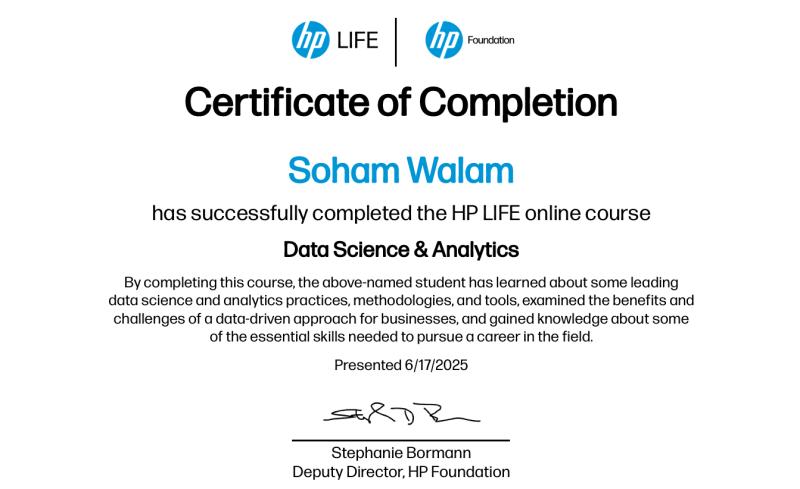 hp LIFE hp Foundation
Certificate of Completion
Soham Walam
has successfully completed the HP LIFE online course
Data Science & Analytics
By completing this course, the above-named student has learned about some leading
data science and analytics practices, methodologies, and tools, examined the benefits and
challenges of a data-driven approach for businesses, and gained knowledge about some
of the essential skills needed to pursue a career in the field.
Presented 6/17/2025
Stephanie Bormann
Deputy Director, HP Foundation